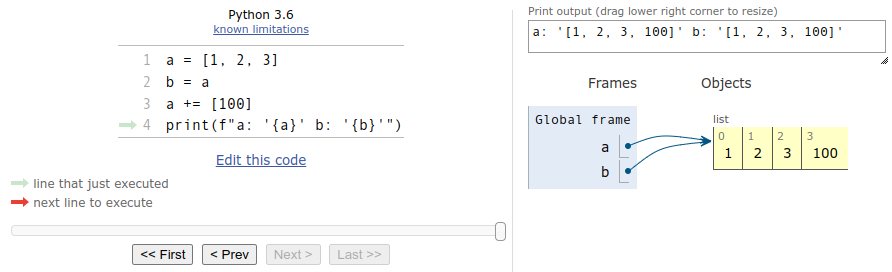 Python 3.6
known limitations
1 a = [1, 2, 3]
2 b = a
3 a += [100]
4 print(f"a: '{a}' b: '{b}'")
Edit this code
line that just executed
next line to execute
<< First < Prev Next > Last >>
Print output (drag lower right corner to resize)
a: '[1, 2, 3, 100]' b: '[1, 2, 3, 100]'
Frames Objects
Global frame
a
b
list
0 1 2 3
1 2 3 100